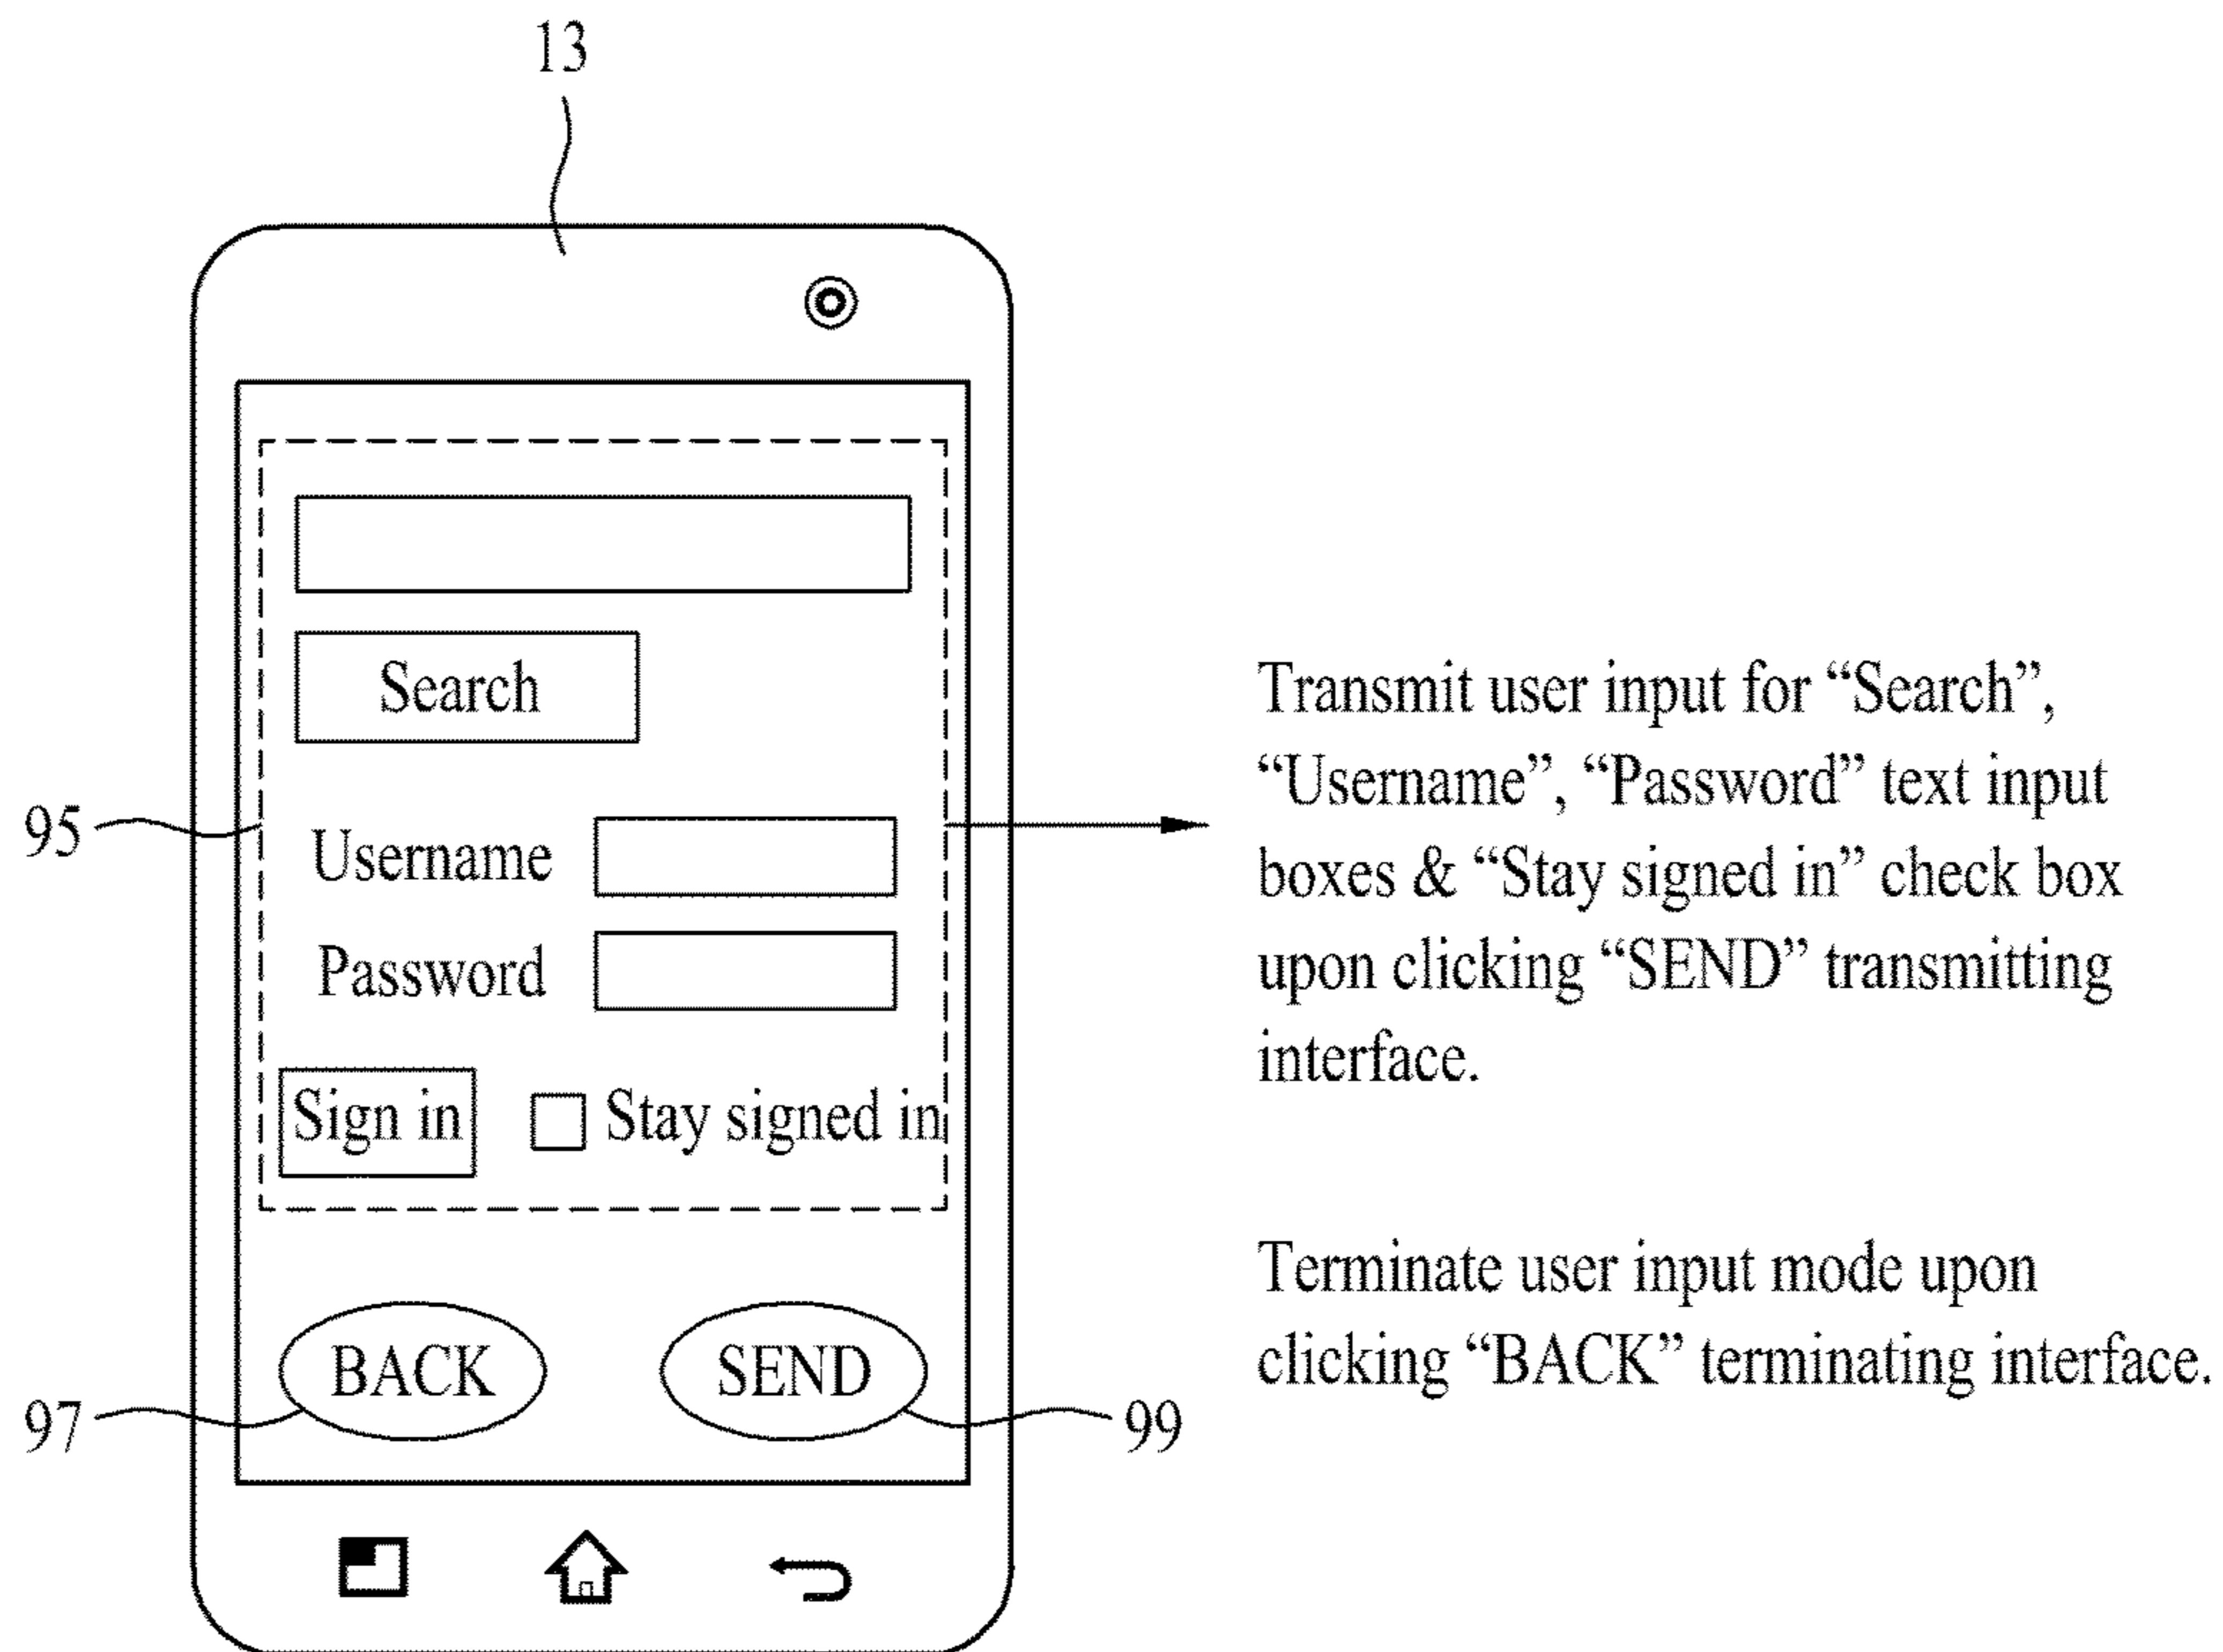 13
Search
95
Username
Password
Sign in
Stay signed in
BACK
SEND
97
99
Transmit user input for “Search”,
“Username”, “Password” text input
boxes & “Stay signed in” check box
upon clicking “SEND” transmitting
interface.
Terminate user input mode upon
clicking “BACK” terminating interface.